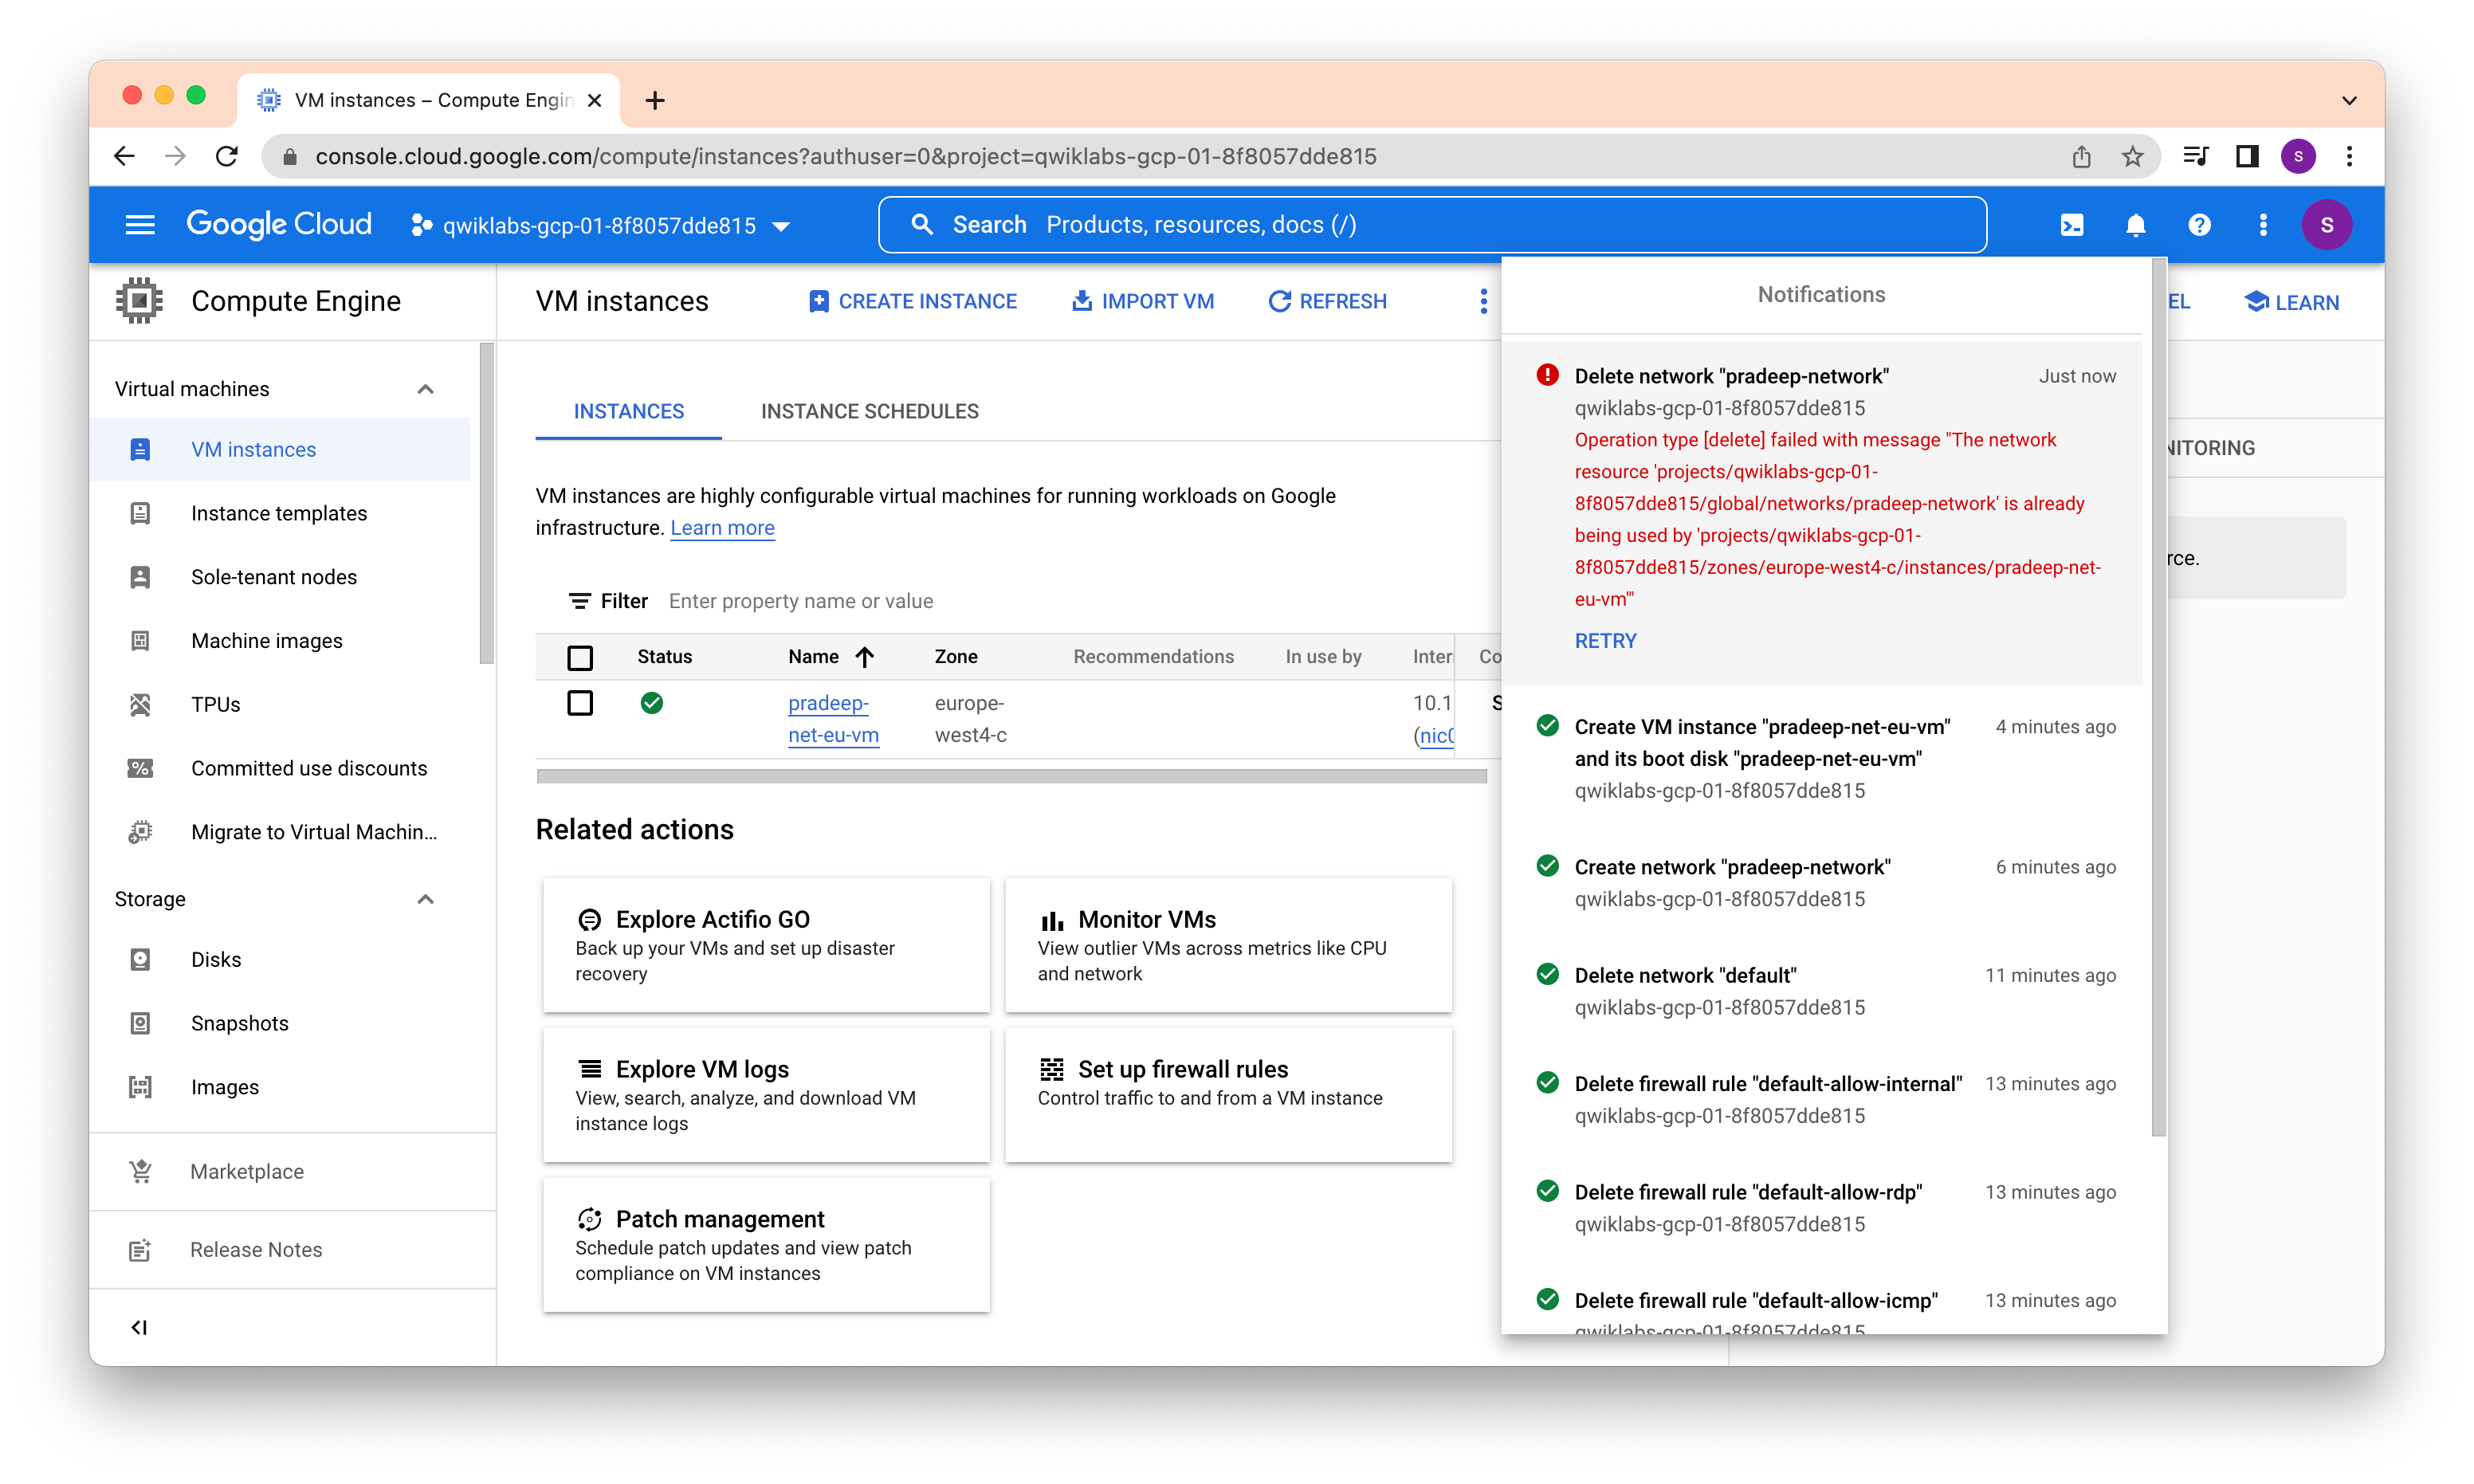 VM instances – Compute Engin
console.cloud.google.com/compute/instances?authuser=0&project=qwiklabs-gcp-01-8f8057dde815
S
Google Cloud
qwiklabs-gcp-01-8f8057dde815
Search Products, resources, docs (/)
S
Compute Engine
Virtual machines
VM instances
Instance templates
Sole-tenant nodes
Machine images
TPUs
Committed use discounts
Migrate to Virtual Machin...
Storage
Disks
Snapshots
Images
Marketplace
Release Notes
VM instances
CREATE INSTANCE
IMPORT VM
REFRESH
EL
LEARN
INSTANCES
INSTANCE SCHEDULES
VM instances are highly configurable virtual machines for running workloads on Google
infrastructure. Learn more
Filter Enter property name or value
Status Name Zone Recommendations In use by Inter Co
pradeep- europe- 10.1 S
net-eu-vm west4-c (nic0
Related actions
Explore Actifio GO
Back up your VMs and set up disaster
recovery
Monitor VMs
View outlier VMs across metrics like CPU
and network
Explore VM logs
View, search, analyze, and download VM
instance logs
Set up firewall rules
Control traffic to and from a VM instance
Patch management
Schedule patch updates and view patch
compliance on VM instances
Notifications
Delete network "pradeep-network" Just now
qwiklabs-gcp-01-8f8057dde815
Operation type [delete] failed with message "The network
resource 'projects/qwiklabs-gcp-01-
8f8057dde815/global/networks/pradeep-network' is already
being used by 'projects/qwiklabs-gcp-01-
8f8057dde815/zones/europe-west4-c/instances/pradeep-net-
eu-vm'"
RETRY
Create VM instance "pradeep-net-eu-vm" 4 minutes ago
and its boot disk "pradeep-net-eu-vm"
qwiklabs-gcp-01-8f8057dde815
Create network "pradeep-network" 6 minutes ago
qwiklabs-gcp-01-8f8057dde815
Delete network "default" 11 minutes ago
qwiklabs-gcp-01-8f8057dde815
Delete firewall rule "default-allow-internal" 13 minutes ago
qwiklabs-gcp-01-8f8057dde815
Delete firewall rule "default-allow-rdp" 13 minutes ago
qwiklabs-gcp-01-8f8057dde815
Delete firewall rule "default-allow-icmp" 13 minutes ago
qwiklabs-gcp-01-8f8057dde815
NITORING
rce.